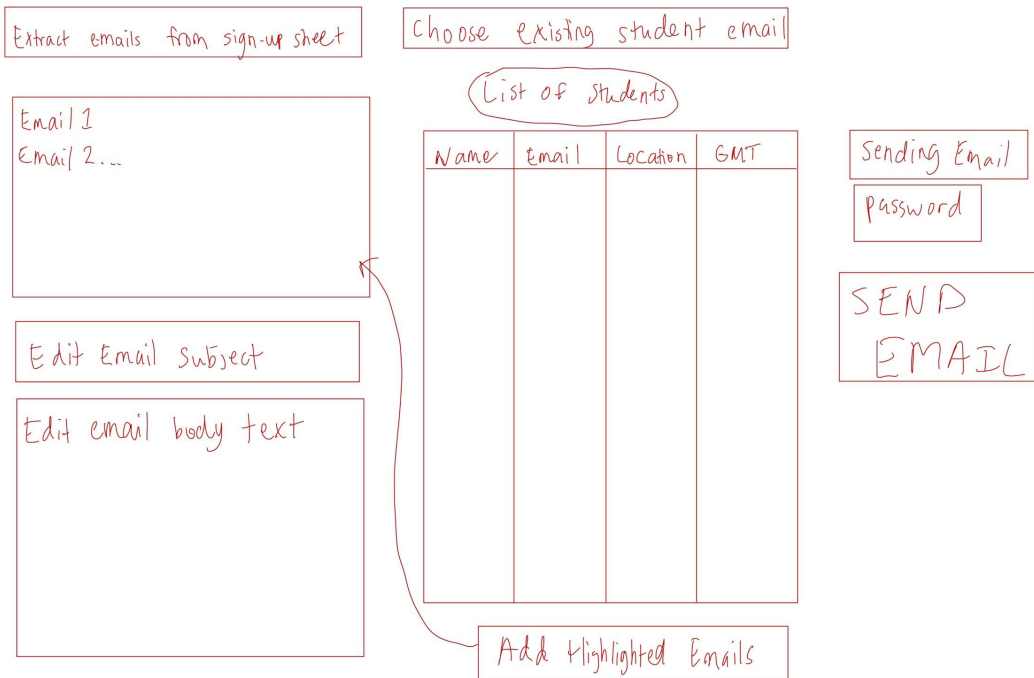 Extract emails from sign-up sheet
Email 1
Email 2...
Edit Email Subject
Edit email body text
Choose existing student email
List of students
Name Email Location GMT
Add Highlighted Emails
Sending Email
password
SEND
EMAIL